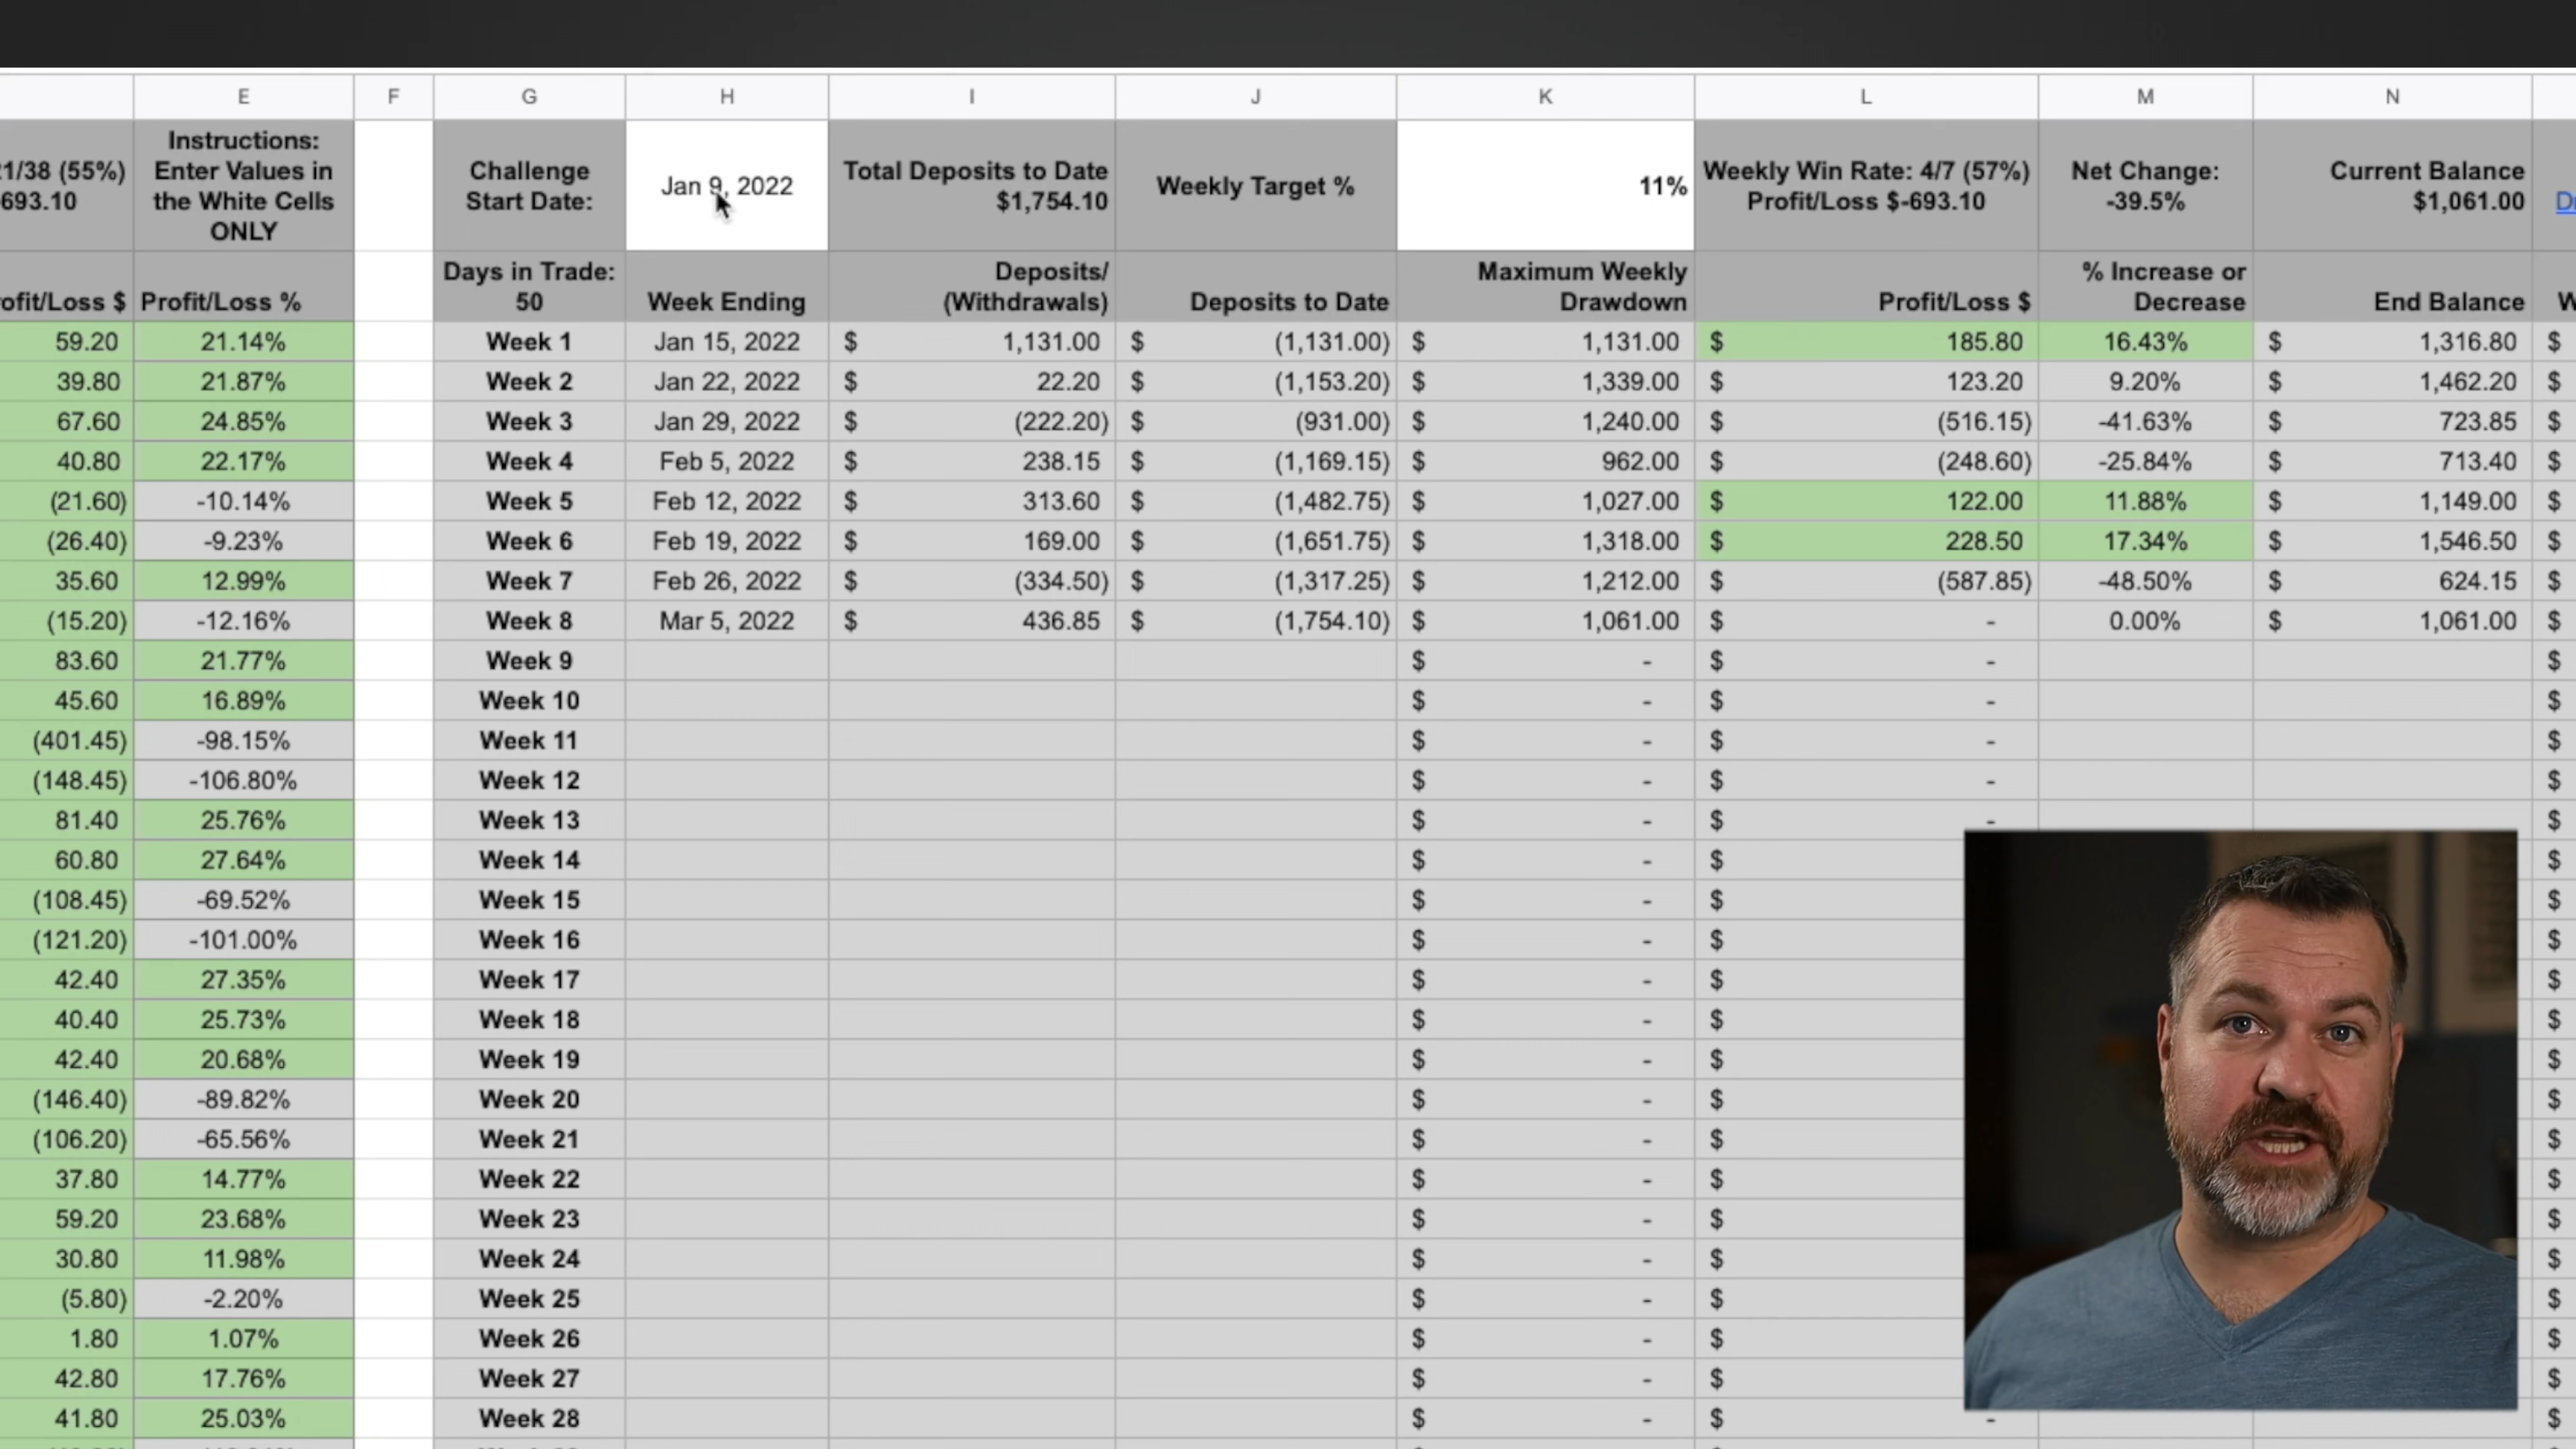 E F G H I J K L M N
21/38 (55%)
693.10
Instructions:
Enter Values in
the White Cells
ONLY
Challenge
Start Date:
Jan 9, 2022
Total Deposits to Date
$1,754.10
Weekly Target %
11%
Weekly Win Rate: 4/7 (57%)
Profit/Loss $-693.10
Net Change:
-39.5%
Current Balance
$1,061.00
ofit/Loss $
Profit/Loss %
Days in Trade:
50
Week Ending
Deposits/
(Withdrawals)
Deposits to Date
Maximum Weekly
Drawdown
Profit/Loss $
% Increase or
Decrease
End Balance
59.20 21.14% Week 1 Jan 15, 2022 $ 1,131.00 $ (1,131.00) $ 1,131.00 $ 185.80 16.43% $ 1,316.80 $
39.80 21.87% Week 2 Jan 22, 2022 $ 22.20 $ (1,153.20) $ 1,339.00 $ 123.20 9.20% $ 1,462.20 $
67.60 24.85% Week 3 Jan 29, 2022 $ (222.20) $ (931.00) $ 1,240.00 $ (516.15) -41.63% $ 723.85 $
40.80 22.17% Week 4 Feb 5, 2022 $ 238.15 $ (1,169.15) $ 962.00 $ (248.60) -25.84% $ 713.40 $
(21.60) -10.14% Week 5 Feb 12, 2022 $ 313.60 $ (1,482.75) $ 1,027.00 $ 122.00 11.88% $ 1,149.00 $
(26.40) -9.23% Week 6 Feb 19, 2022 $ 169.00 $ (1,651.75) $ 1,318.00 $ 228.50 17.34% $ 1,546.50 $
35.60 12.99% Week 7 Feb 26, 2022 $ (334.50) $ (1,317.25) $ 1,212.00 $ (587.85) -48.50% $ 624.15 $
(15.20) -12.16% Week 8 Mar 5, 2022 $ 436.85 $ (1,754.10) $ 1,061.00 $ - 0.00% $ 1,061.00 $
83.60 21.77% Week 9 $ - $ - $
45.60 16.89% Week 10 $ - $ - $
(401.45) -98.15% Week 11 $ - $ - $
(148.45) -106.80% Week 12 $ - $ - $
81.40 25.76% Week 13 $ - $ - $
60.80 27.64% Week 14 $ - $ $
(108.45) -69.52% Week 15 $ - $ $
(121.20) -101.00% Week 16 $ - $ $
42.40 27.35% Week 17 $ - $ $
40.40 25.73% Week 18 $ - $ $
42.40 20.68% Week 19 $ - $ $
(146.40) -89.82% Week 20 $ - $ $
(106.20) -65.56% Week 21 $ - $ $
37.80 14.77% Week 22 $ - $ $
59.20 23.68% Week 23 $ - $ $
30.80 11.98% Week 24 $ - $ $
(5.80) -2.20% Week 25 $ - $ $
1.80 1.07% Week 26 $ - $ $
42.80 17.76% Week 27 $ - $ $
41.80 25.03% Week 28 $ - $ - $